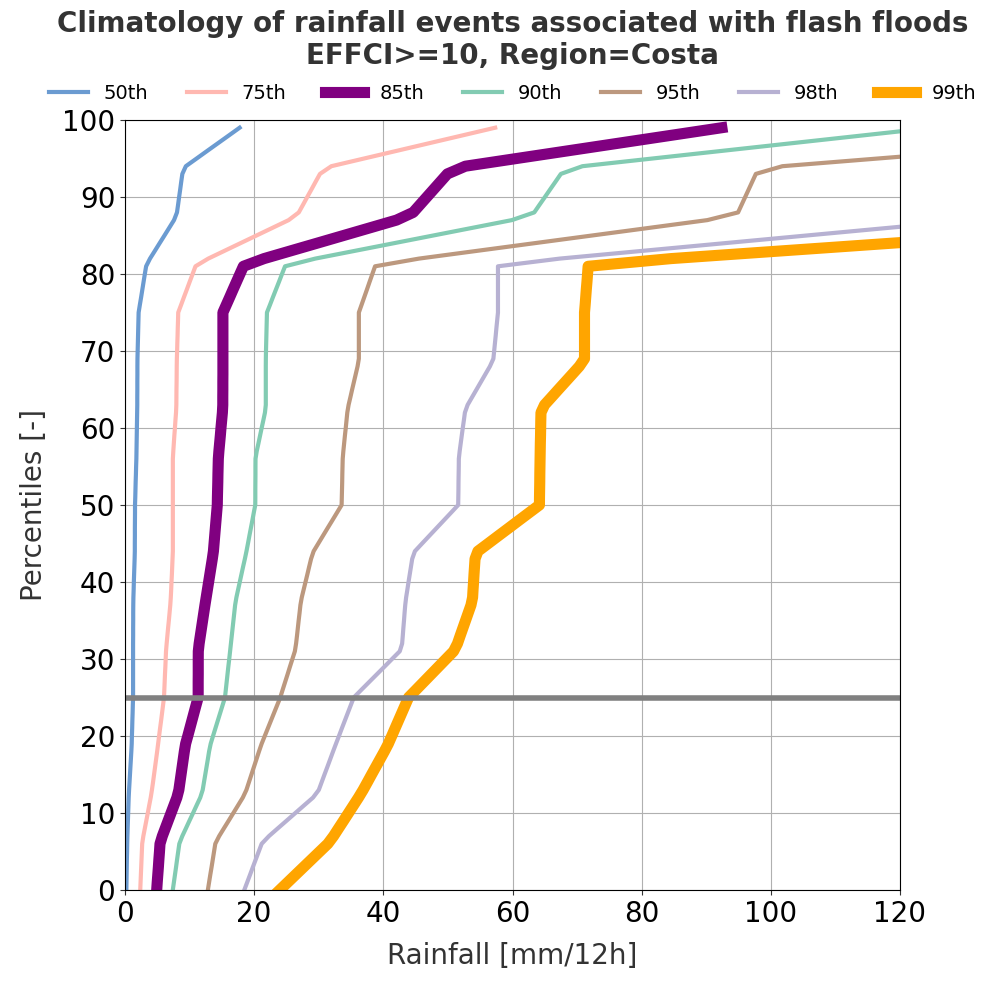 Climatology of rainfall events associated with flash floods
EFFCI>=10, Region=Costa
50th 75th 85th 90th 95th 98th 99th
100
90
80
70
60
50
40
30
20
10
0
Percentiles [-]
0 20 40 60 80 100 120
Rainfall [mm/12h]